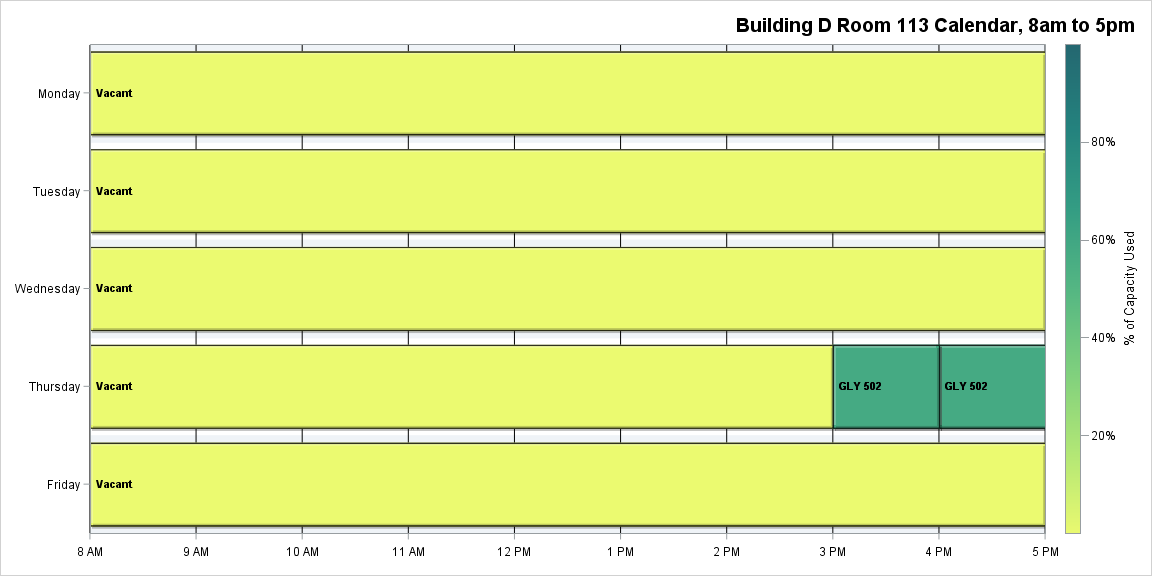 Building D Room 113 Calendar, 8am to 5pm
Monday
Vacant
Tuesday
Vacant
Wednesday
Vacant
Thursday
Vacant
GLY 502
GLY 502
Friday
Vacant
8 AM
9 AM
10 AM
11 AM
12 PM
1 PM
2 PM
3 PM
4 PM
5 PM
80%
60%
40%
20%
% of Capacity Used